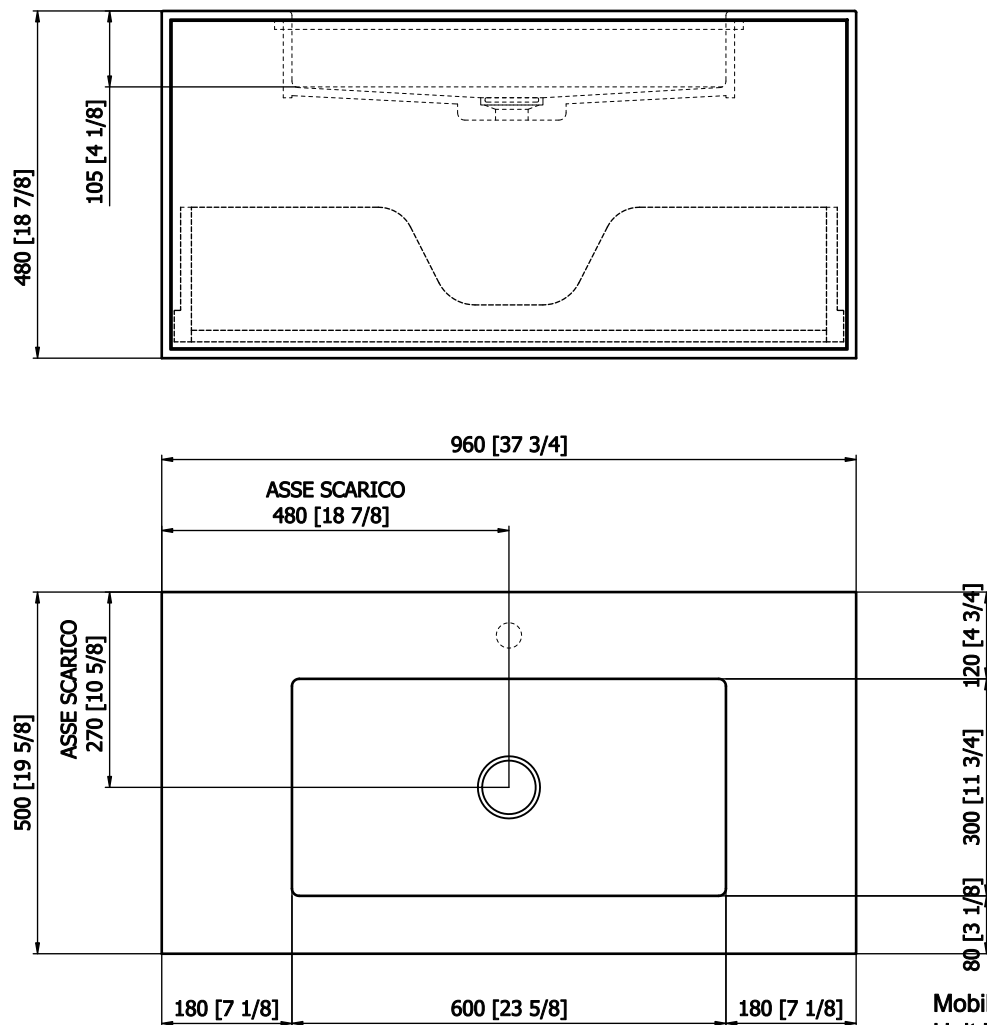 105 [4 1/8]
480 [18 7/8]
960 [37 3/4]
ASSE SCARICO
480 [18 7/8]
ASSE SCARICO
270 [10 5/8]
500 [19 5/8]
120 [4 3/4]
300 [11 3/4]
80 [3 1/8]
180 [7 1/8]
600 [23 5/8]
180 [7 1/8]
Mobil